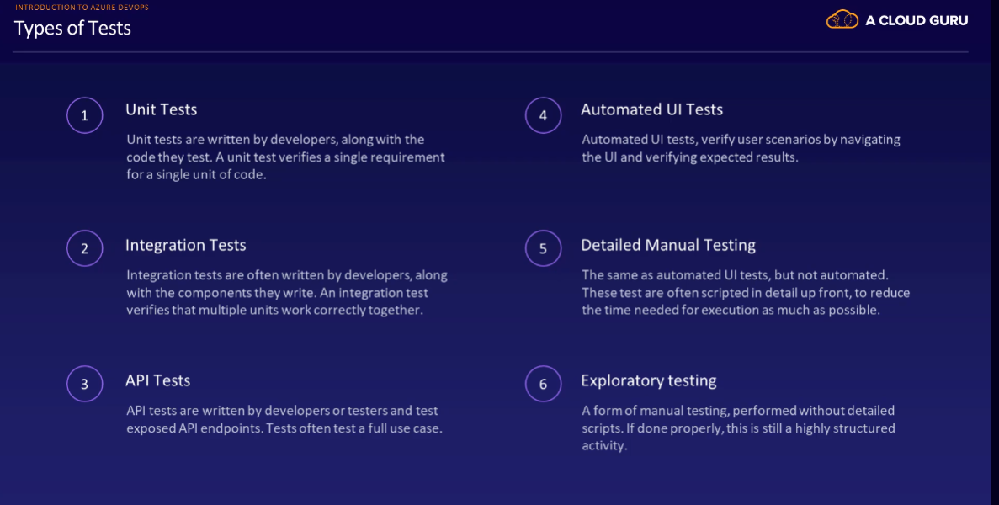 INTRODUCTION TO AZURE DEVOPS
Types of Tests
A CLOUD GURU
1
Unit Tests
Unit tests are written by developers, along with the
code they test. A unit test verifies a single requirement
for a single unit of code.
2
Integration Tests
Integration tests are often written by developers, along
with the components they write. An integration test
verifies that multiple units work correctly together.
3
API Tests
API tests are written by developers or testers and test
exposed API endpoints. Tests often test a full use case.
4
Automated UI Tests
Automated UI tests, verify user scenarios by navigating
the UI and verifying expected results.
5
Detailed Manual Testing
The same as automated UI tests, but not automated.
These test are often scripted in detail up front, to reduce
the time needed for execution as much as possible.
6
Exploratory testing
A form of manual testing, performed without detailed
scripts. If done properly, this is still a highly structured
activity.